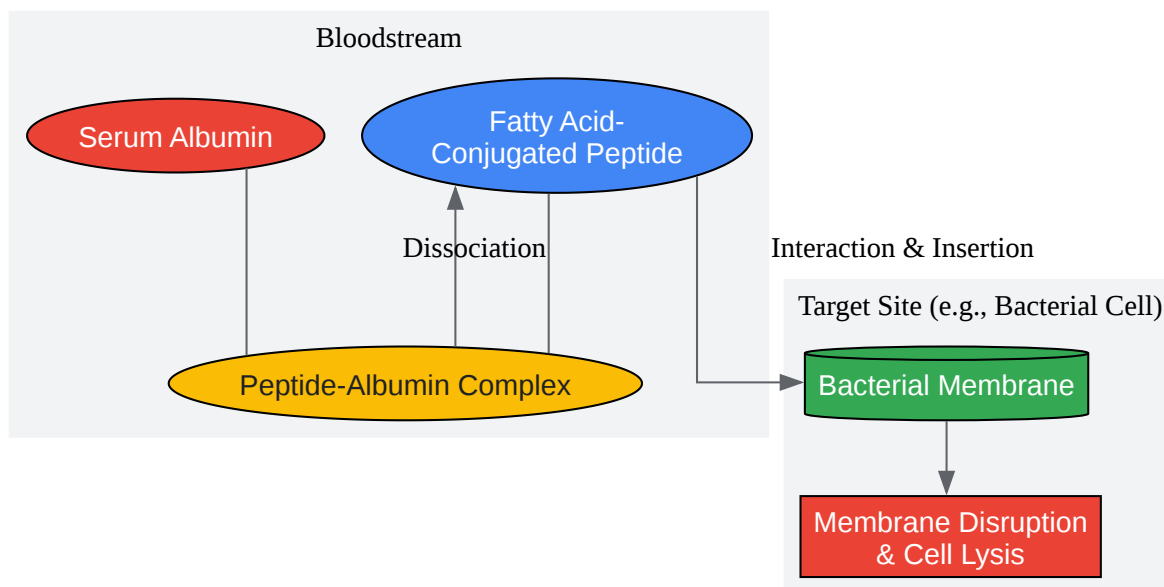 Bloodstream
Serum Albumin
Fatty Acid-
Conjugated Peptide
Dissociation
Interaction & Insertion
Target Site (e.g., Bacterial Cell)
Peptide-Albumin Complex
Bacterial Membrane
Membrane Disruption
& Cell Lysis